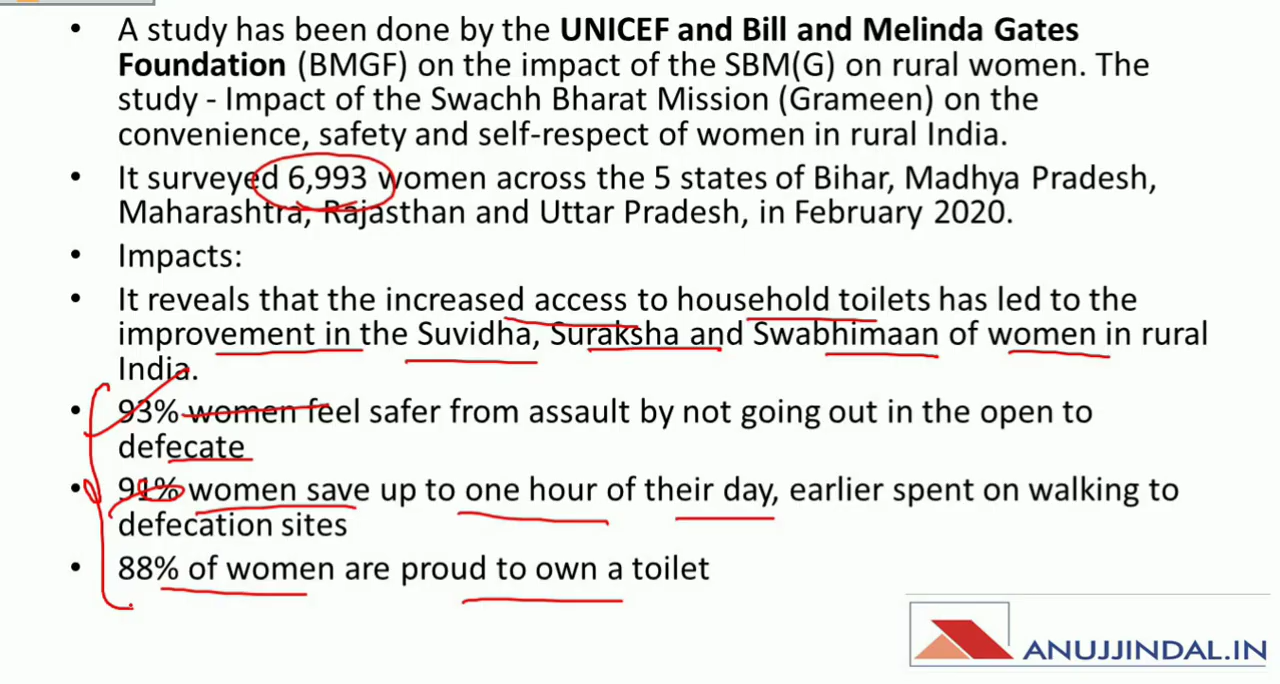 • A study has been done by the UNICEF and Bill and Melinda Gates
Foundation (BMGF) on the impact of the SBM(G) on rural women. The
study - Impact of the Swachh Bharat Mission (Grameen) on the
convenience, safety and self-respect of women in rural India.
• It surveyed 6,993 women across the 5 states of Bihar, Madhya Pradesh,
Maharashtra, Rajasthan and Uttar Pradesh, in February 2020.
• Impacts:
• It reveals that the increased access to household toilets has led to the
improvement in the Suvidha, Suraksha and Swabhimaan of women in rural
India.
• 93% women feel safer from assault by not going out in the open to
defecate
• 91% women save up to one hour of their day, earlier spent on walking to
defecation sites
• 88% of women are proud to own a toilet
ANUJJINDAL.IN